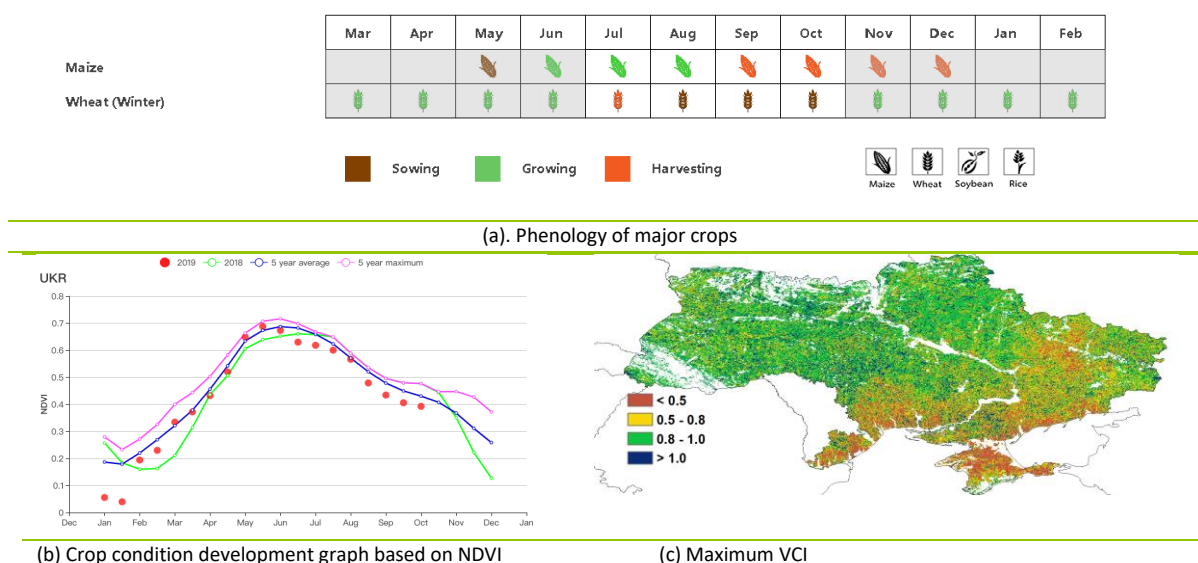 Mar Apr May Jun Jul Aug Sep Oct Nov Dec Jan Feb
Maize
Wheat (Winter)
Sowing Growing Harvesting
Maize Wheat Soybean Rice
(a). Phenology of major crops
2019 2018 5 year average 5 year maximum
UKR
0.8
0.7
0.6
0.5
0.4
0.3
0.2
0.1
0
NDVI
Dec Jan Feb Mar Apr May Jun Jul Aug Sep Oct Nov Dec Jan
< 0.5
0.5 - 0.8
0.8 - 1.0
> 1.0
(b) Crop condition development graph based on NDVI (c) Maximum VCI